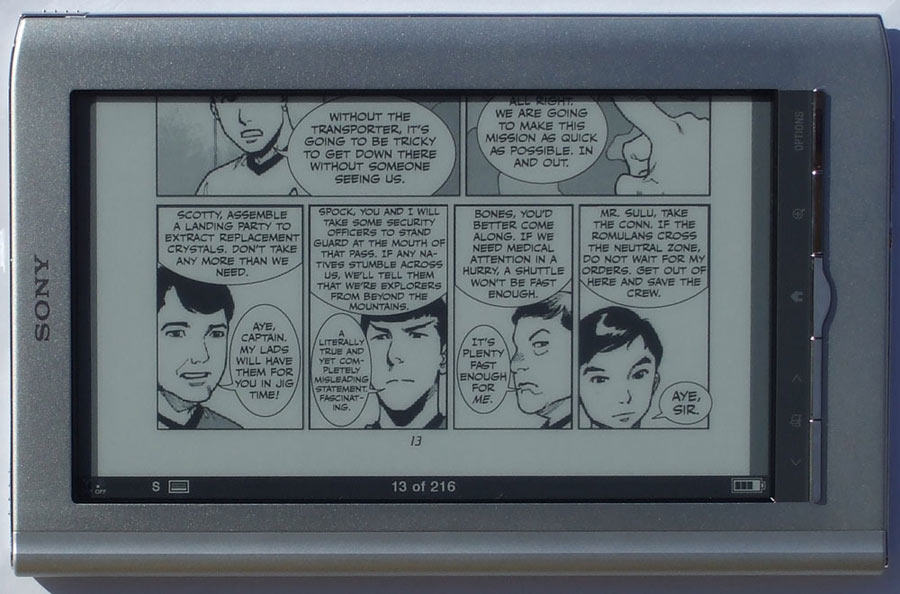 WITHOUT THE
TRANSPORTER, IT'S
GOING TO BE TRICKY
TO GET DOWN THERE
WITHOUT SOMEONE
SEEING US.
ALL RIGHT.
WE ARE GOING
TO MAKE THIS
MISSION AS QUICK
AS POSSIBLE. IN
AND OUT.
SCOTTY, ASSEMBLE
A LANDING PARTY TO
EXTRACT REPLACEMENT
CRYSTALS. DON'T TAKE
ANY MORE THAN WE
NEED.
AYE,
CAPTAIN.
MY LADS
WILL HAVE
THEM FOR
YOU IN JIG
TIME!
SPOCK, YOU AND I WILL
TAKE SOME SECURITY
OFFICERS TO STAND
GUARD AT THE MOUTH OF
THAT PASS. IF ANY NA-
TIVES STUMBLE ACROSS
US, WE'LL TELL THEM
THAT WE'RE EXPLORERS
FROM BEYOND THE
MOUNTAINS.
A
LITERALLY
TRUE AND
YET COM-
PLETELY
MISLEADING
STATEMENT.
FASCINAT-
ING.
BONES, YOU'D
BETTER COME
ALONG. IF WE
NEED MEDICAL
ATTENTION IN A
HURRY, A SHUTTLE
WON'T BE FAST
ENOUGH.
IT'S
PLENTY
FAST
ENOUGH
FOR
ME.
MR. SULU, TAKE
THE CONN. IF THE
ROMULANS CROSS
THE NEUTRAL ZONE,
DO NOT WAIT FOR MY
ORDERS. GET OUT OF
HERE AND SAVE THE
CREW.
AYE,
SIR.
13
S
13 of 216
SONY
OPTIONS
OFF